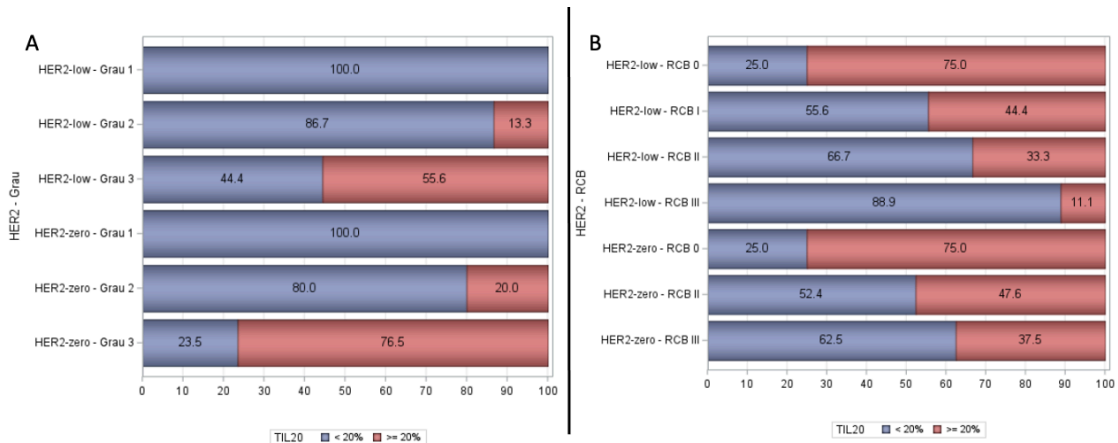 A
HER2 - Grau
HER2-low - Grau 1
100.0
HER2-low - Grau 2
86.7
13.3
HER2-low - Grau 3
44.4
55.6
HER2-zero - Grau 1
100.0
HER2-zero - Grau 2
80.0
20.0
HER2-zero - Grau 3
23.5
76.5
0 10 20 30 40 50 60 70 80 90 100
TIL20 < 20% >= 20%
B
HER2 - RCB
HER2-low - RCB 0
25.0
75.0
HER2-low - RCB I
55.6
44.4
HER2-low - RCB II
66.7
33.3
HER2-low - RCB III
88.9
11.1
HER2-zero - RCB 0
25.0
75.0
HER2-zero - RCB II
52.4
47.6
HER2-zero - RCB III
62.5
37.5
0 10 20 30 40 50 60 70 80 90 100
TIL20 < 20% >= 20%